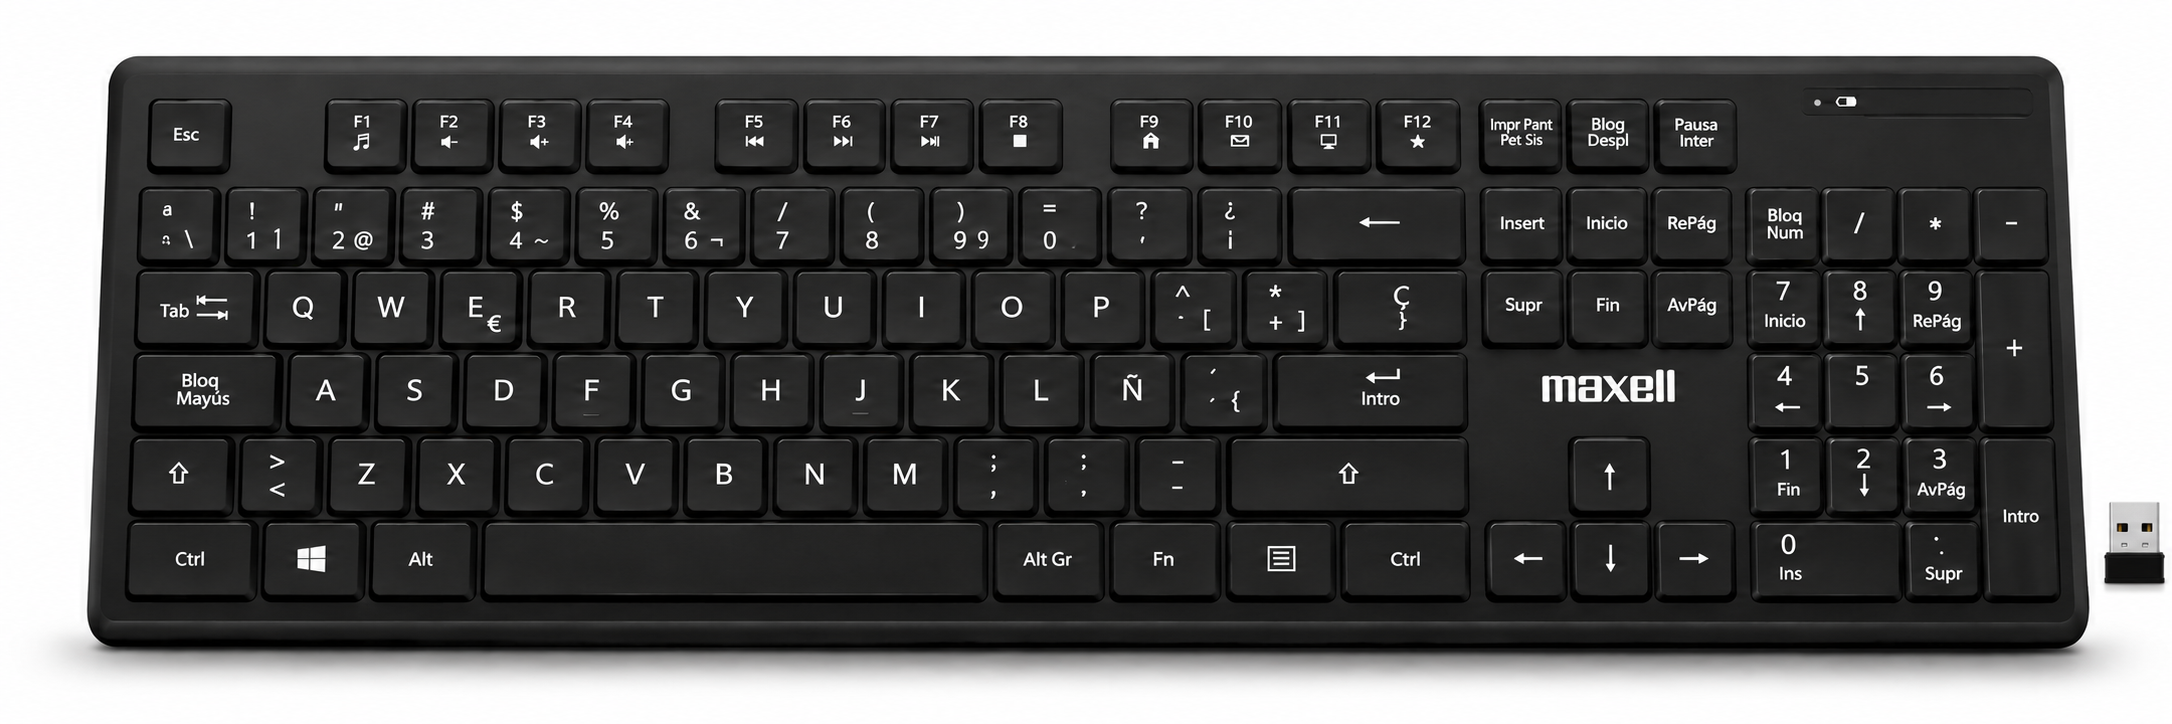 Esc F1 F2 F3 F4 F5 F6 F7 F8 F9 F10 F11 F12 Impr Pant Blog Pausa
Pet Sis Despl Inter
a ! " # $ % & / ( ) = ? ¿
\ 1 1 2 @ 3 4 ~ 5 6 ¬ 7 8 9 9 0 ' ¡ Insert Inicio RePág Bloq Num / * -
Tab Q W E € R T Y U I O P ^ [ * + ] Ç } Supr Fin AvPág 7 Inicio 8 9 RePág +
Bloq Mayús A S D F G H J K L Ñ ´ { Intro maxell 4 5 6
> < Z X C V B N M ; , ; , – - 1 Fin 2 3 AvPág Intro
Ctrl Alt Alt Gr Fn Ctrl 0 Ins . Supr